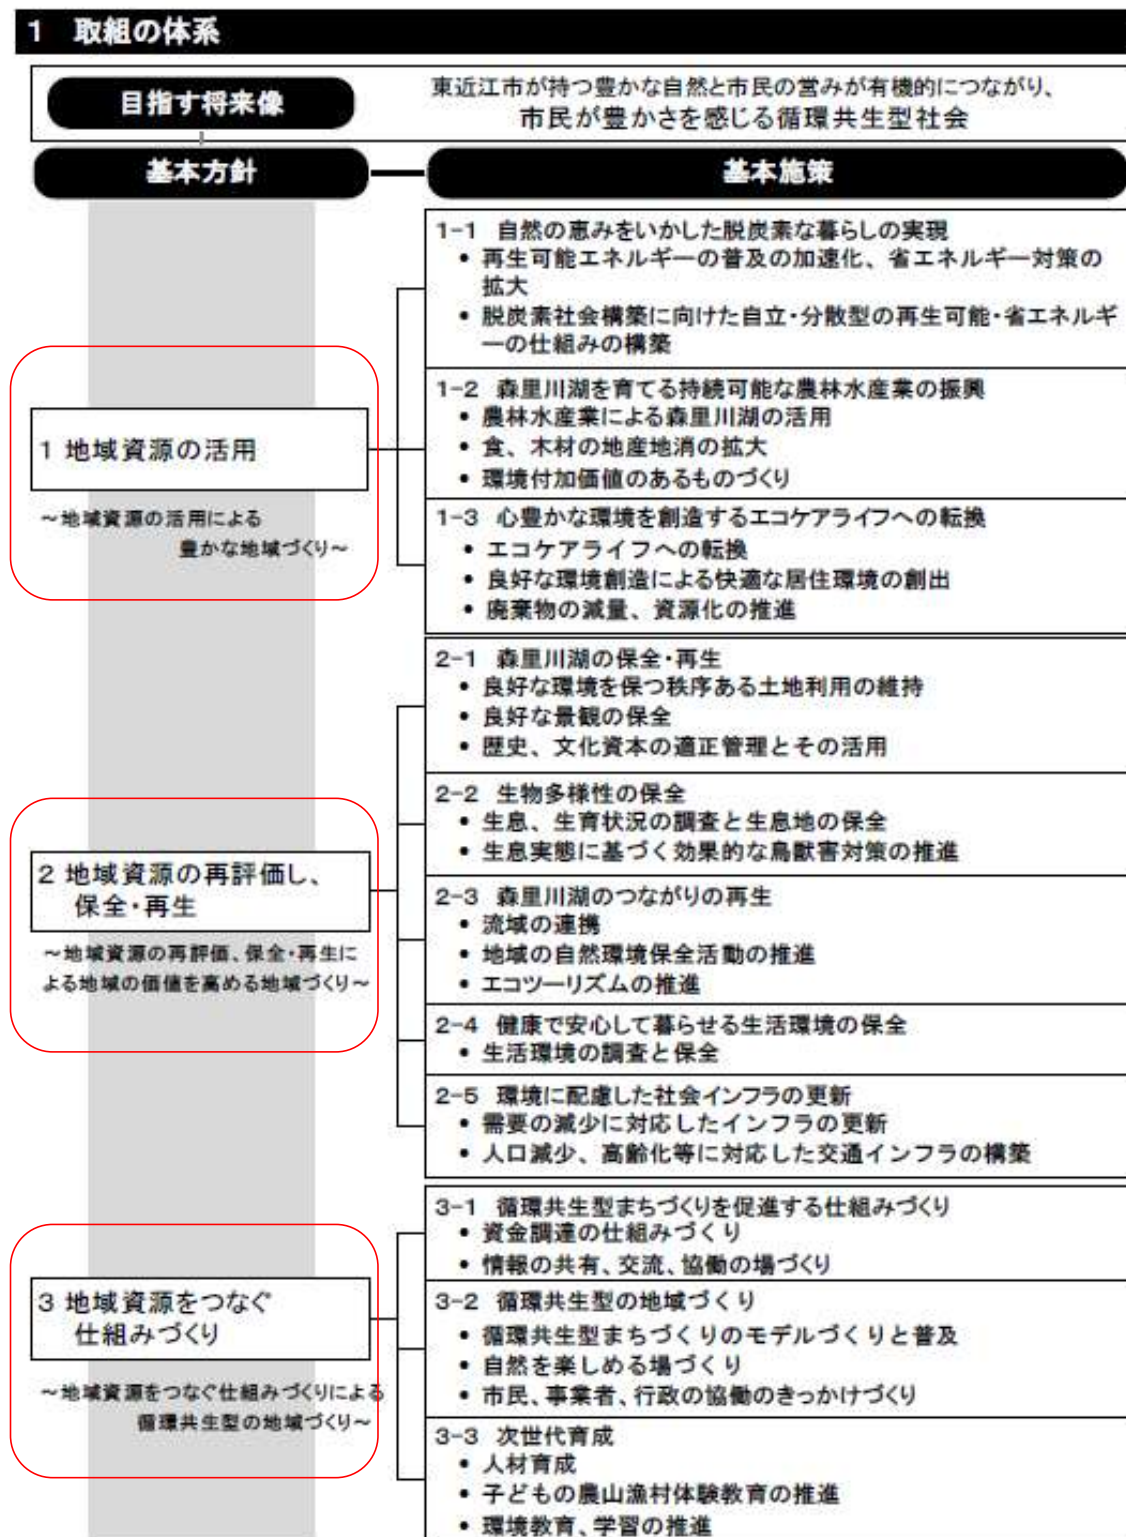 1 取組の体系
目指す将来像
東近江市が持つ豊かな自然と市民の営みが有機的につながり、
市民が豊かさを感じる循環共生型社会
基本方針
基本施策
1 地域資源の活用
～地域資源の活用による
豊かな地域づくり～
1-1 自然の恵みをいかした脱炭素な暮らしの実現
• 再生可能エネルギーの普及の加速化、省エネルギー対策の
拡大
• 脱炭素社会構築に向けた自立・分散型の再生可能・省エネルギ
ーの仕組みの構築
1-2 森里川湖を育てる持続可能な農林水産業の振興
• 農林水産業による森里川湖の活用
• 食、木材の地産地消の拡大
• 環境付加価値のあるものづくり
1-3 心豊かな環境を創造するエコケアライフへの転換
• エコケアライフへの転換
• 良好な環境創造による快適な居住環境の創出
• 廃棄物の減量、資源化の推進
2 地域資源の再評価し、
保全・再生
～地域資源の再評価、保全・再生に
よる地域の価値を高める地域づくり～
2-1 森里川湖の保全・再生
• 良好な環境を保つ秩序ある土地利用の維持
• 良好な景観の保全
• 歴史、文化資本の適正管理とその活用
2-2 生物多様性の保全
• 生息、生育状況の調査と生息地の保全
• 生息実態に基づく効果的な鳥獣害対策の推進
2-3 森里川湖のつながりの再生
• 流域の連携
• 地域の自然環境保全活動の推進
• エコツーリズムの推進
2-4 健康で安心して暮らせる生活環境の保全
• 生活環境の調査と保全
2-5 環境に配慮した社会インフラの更新
• 需要の減少に対応したインフラの更新
• 人口減少、高齢化等に対応した交通インフラの構築
3 地域資源をつなぐ
仕組みづくり
～地域資源をつなぐ仕組みづくりによる
循環共生型の地域づくり～
3-1 循環共生型まちづくりを促進する仕組みづくり
• 資金調達の仕組みづくり
• 情報の共有、交流、協働の場づくり
3-2 循環共生型の地域づくり
• 循環共生型まちづくりのモデルづくりと普及
• 自然を楽しめる場づくり
• 市民、事業者、行政の協働のきっかけづくり
3-3 次世代育成
• 人材育成
• 子どもの農山漁村体験教育の推進
• 環境教育、学習の推進